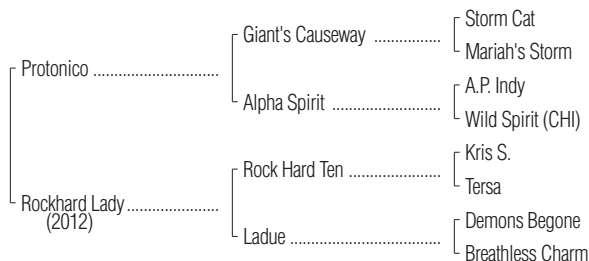 Storm Cat
Giant's Causeway ..................
Mariah's Storm
Protonico ................................
A.P. Indy
Alpha Spirit .............................
Wild Spirit (CHI)
Kris S.
Rock Hard Ten ........................
Tersa
Rockhard Lady .......................
(2012)
Demons Begone
Ladue ........................................
Breathless Charm